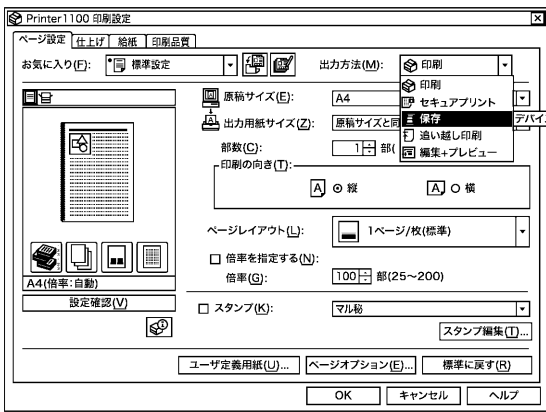 Printer1100 印刷設定
ページ設定 仕上げ 給紙 印刷品質
お気に入り(F): 標準設定 出力方法(M): 印刷
印刷
セキュアプリント
保存
デバイ
追い越し印刷
編集+プレビュー
原稿サイズ(E): A4
出力用紙サイズ(Z): 原稿サイズと同
部数(C): 1 部(
印刷の向き(T):
A 縦 A 横
ページレイアウト(L): 1ページ/枚(標準)
倍率を指定する(N):
倍率(G): 100 部(25~200)
A4(倍率:自動)
設定確認(V)
スタンプ(K): マル秘
スタンプ編集(T)...
ユーザ定義用紙(U)... ページオプション(E)... 標準に戻す(R)
OK キャンセル ヘルプ